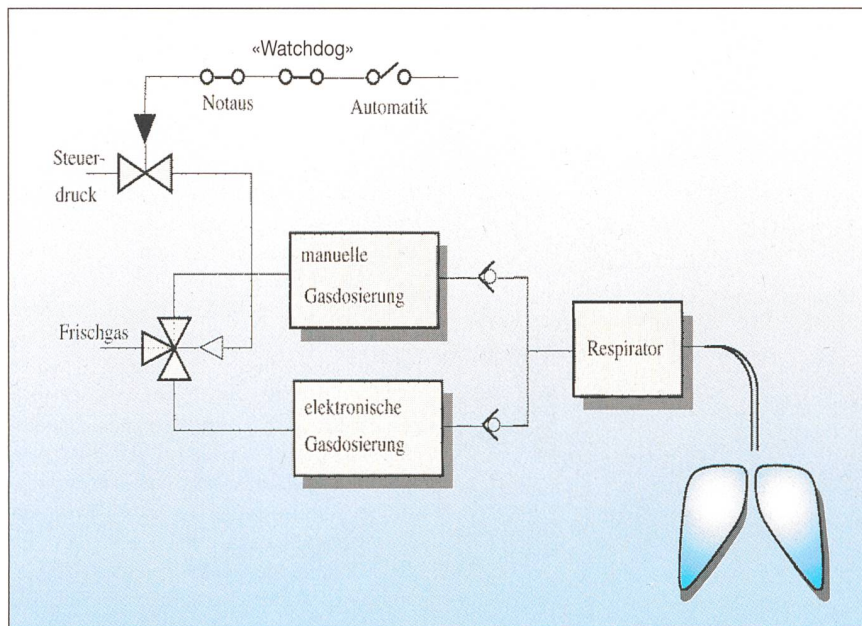 «Watchdog»
Notaus
Automatik
Steuer-
druck
manuelle
Gasdosierung
Frischgas
Respirator
elektronische
Gasdosierung